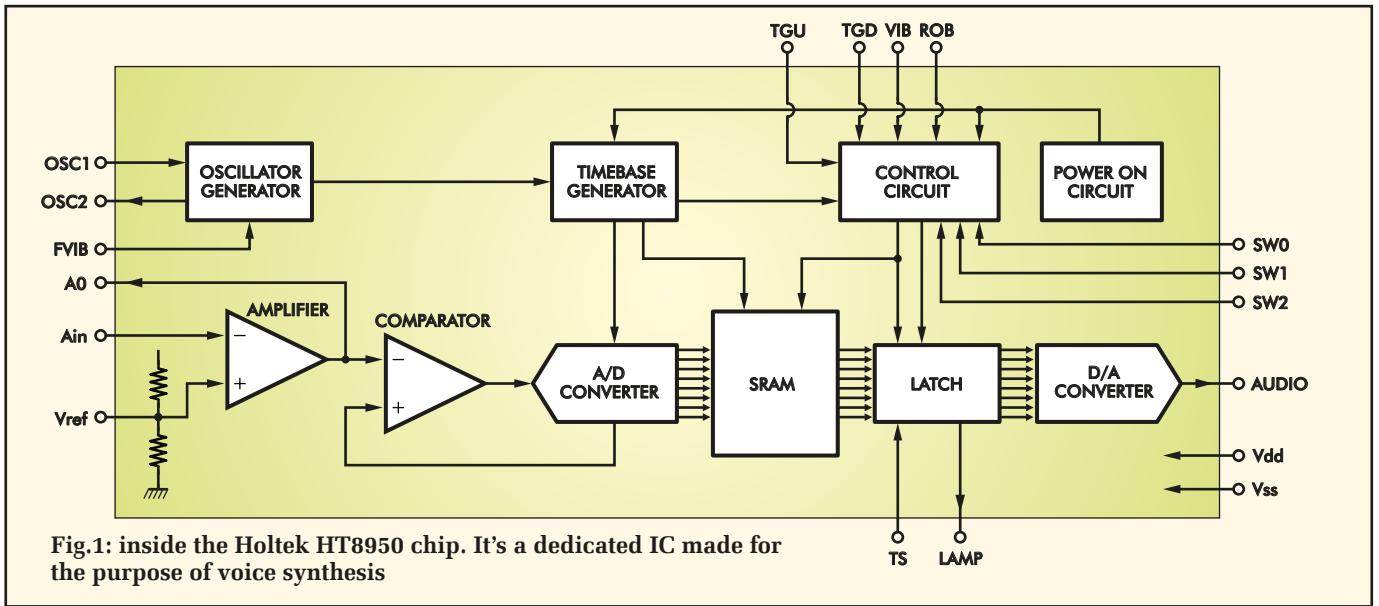 TGU
TGD VIB ROB
OSC1
OSC2
FVIB
A0
Ain
Vref
OSCILLATOR
GENERATOR
TIMEBASE
GENERATOR
CONTROL
CIRCUIT
POWER ON
CIRCUIT
SW0
SW1
SW2
AMPLIFIER
−
+
COMPARATOR
−
+
A/D
CONVERTER
SRAM
LATCH
D/A
CONVERTER
AUDIO
Vdd
Vss
TS
LAMP
Fig.1: inside the Holtek HT8950 chip. It's a dedicated IC made for
the purpose of voice synthesis